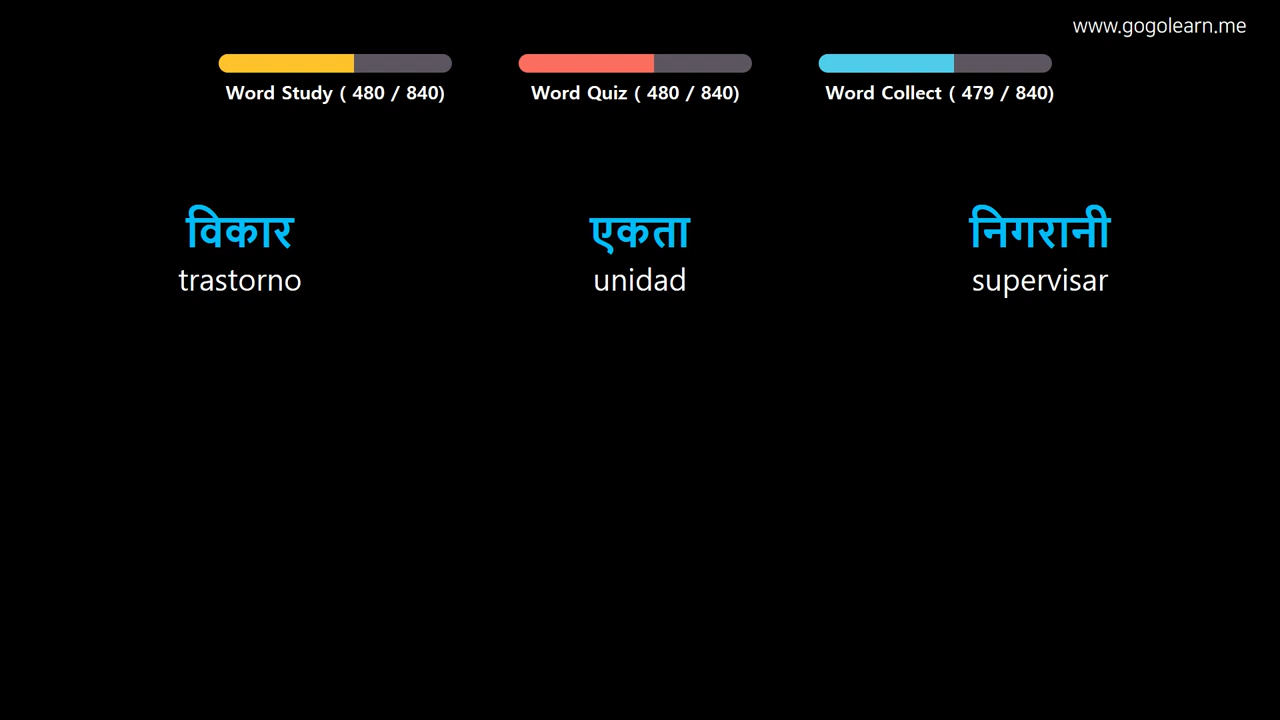 www.gogolearn.me
Word Study ( 480 / 840)
Word Quiz ( 480 / 840)
Word Collect ( 479 / 840)
विकार
trastorno
एकता
unidad
निगरानी
supervisar